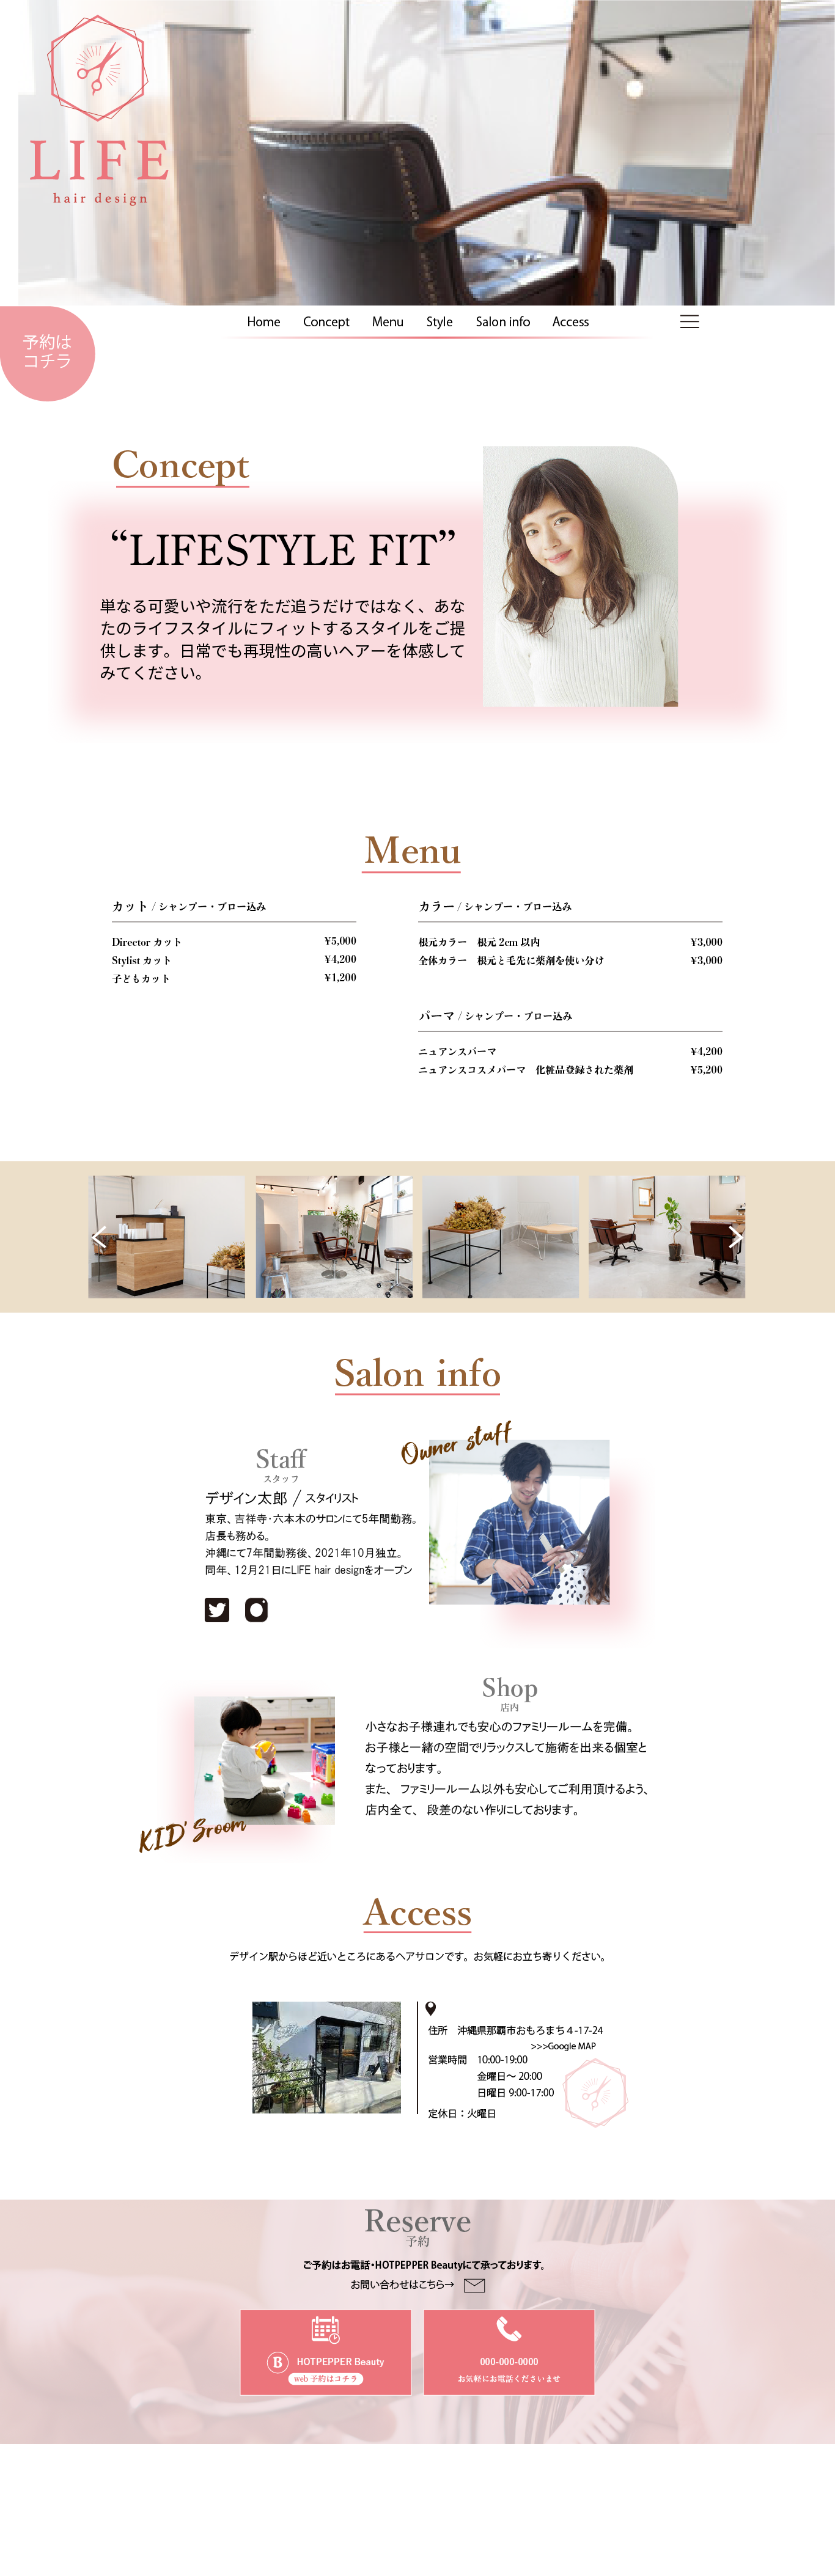 LIFE
hair design
Home Concept Menu Style Salon info Access
予約は
コチラ
Concept
“LIFESTYLE FIT”
単なる可愛いや流行をただ追うだけではなく、あな
たのライフスタイルにフィットするスタイルをご提
供します。日常でも再現性の高いヘアーを体感して
みてください。
Menu
カット / シャンプー・ブロー込み
Director カット ¥5,000
Stylist カット ¥4,200
子どもカット ¥1,200
カラー / シャンプー・ブロー込み
根元カラー 根元 2cm 以内 ¥3,000
全体カラー 根元と毛先に薬剤を使い分け ¥3,000
パーマ / シャンプー・ブロー込み
ニュアンスパーマ ¥4,200
ニュアンスコスメパーマ 化粧品登録された薬剤 ¥5,200
Salon info
Staff
スタッフ
Owner staff
デザイン太郎 / スタイリスト
東京、吉祥寺・六本木のサロンにて5年間勤務。
店長も務める。
沖縄にて7年間勤務後、2021年10月独立。
同年、12月21日にLIFE hair designをオープン
Shop
店内
小さなお子様連れでも安心のファミリールームを完備。
お子様と一緒の空間でリラックスして施術を出来る個室と
なっております。
また、 ファミリールーム以外も安心してご利用頂けるよう、
店内全て、 段差のない作りにしております。
KID'Sroom
Access
デザイン駅からほど近いところにあるヘアサロンです。お気軽にお立ち寄りください。
住所 沖縄県那覇市おもろまち４-17-24
>>>Google MAP
営業時間 10:00-19:00
金曜日〜 20:00
日曜日 9:00-17:00
定休日：火曜日
Reserve
予約
ご予約はお電話・HOTPEPPER Beautyにて承っております。
お問い合わせはこちら→
B HOTPEPPER Beauty
web 予約はコチラ
000-000-0000
お気軽にお電話くださいませ